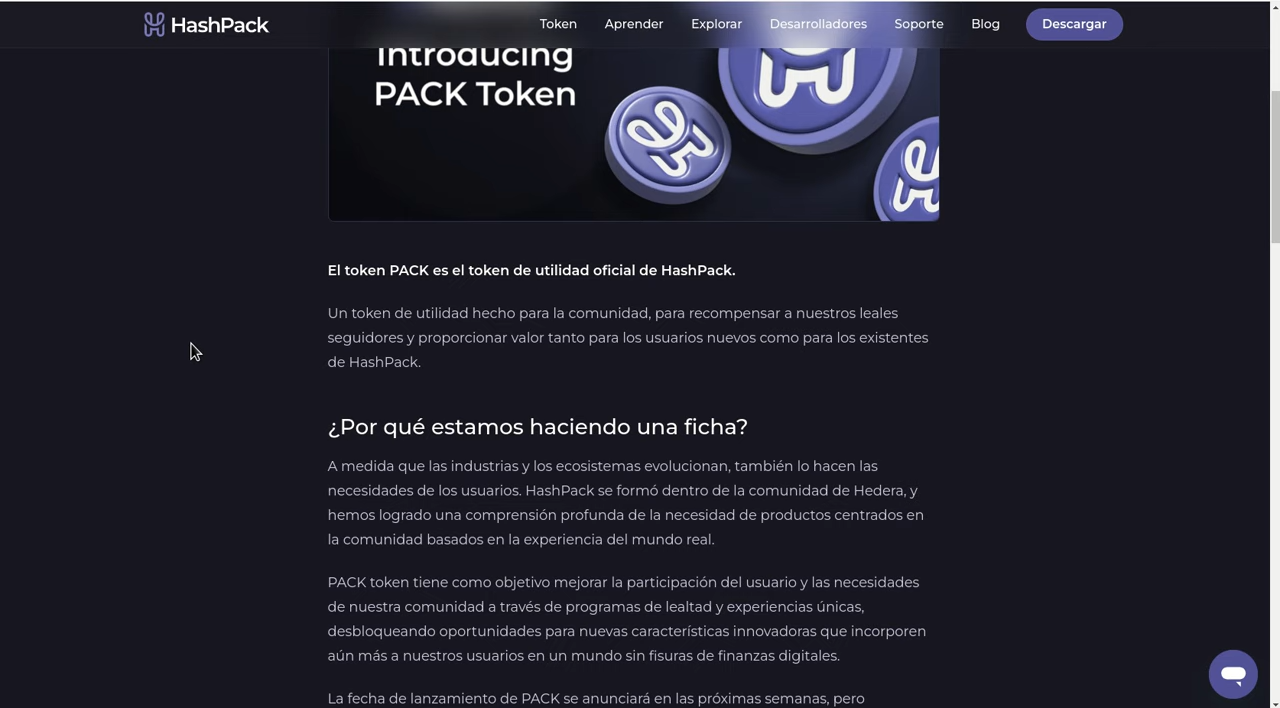 HashPack
Token Aprender Explorar Desarrolladores Soporte Blog Descargar
Introducing
PACK Token
El token PACK es el token de utilidad oficial de HashPack.
Un token de utilidad hecho para la comunidad, para recompensar a nuestros leales
seguidores y proporcionar valor tanto para los usuarios nuevos como para los existentes
de HashPack.
¿Por qué estamos haciendo una ficha?
A medida que las industrias y los ecosistemas evolucionan, también lo hacen las
necesidades de los usuarios. HashPack se formó dentro de la comunidad de Hedera, y
hemos logrado una comprensión profunda de la necesidad de productos centrados en
la comunidad basados en la experiencia del mundo real.
PACK token tiene como objetivo mejorar la participación del usuario y las necesidades
de nuestra comunidad a través de programas de lealtad y experiencias únicas,
desbloqueando oportunidades para nuevas características innovadoras que incorporen
aún más a nuestros usuarios en un mundo sin fisuras de finanzas digitales.
La fecha de lanzamiento de PACK se anunciará en las próximas semanas, pero